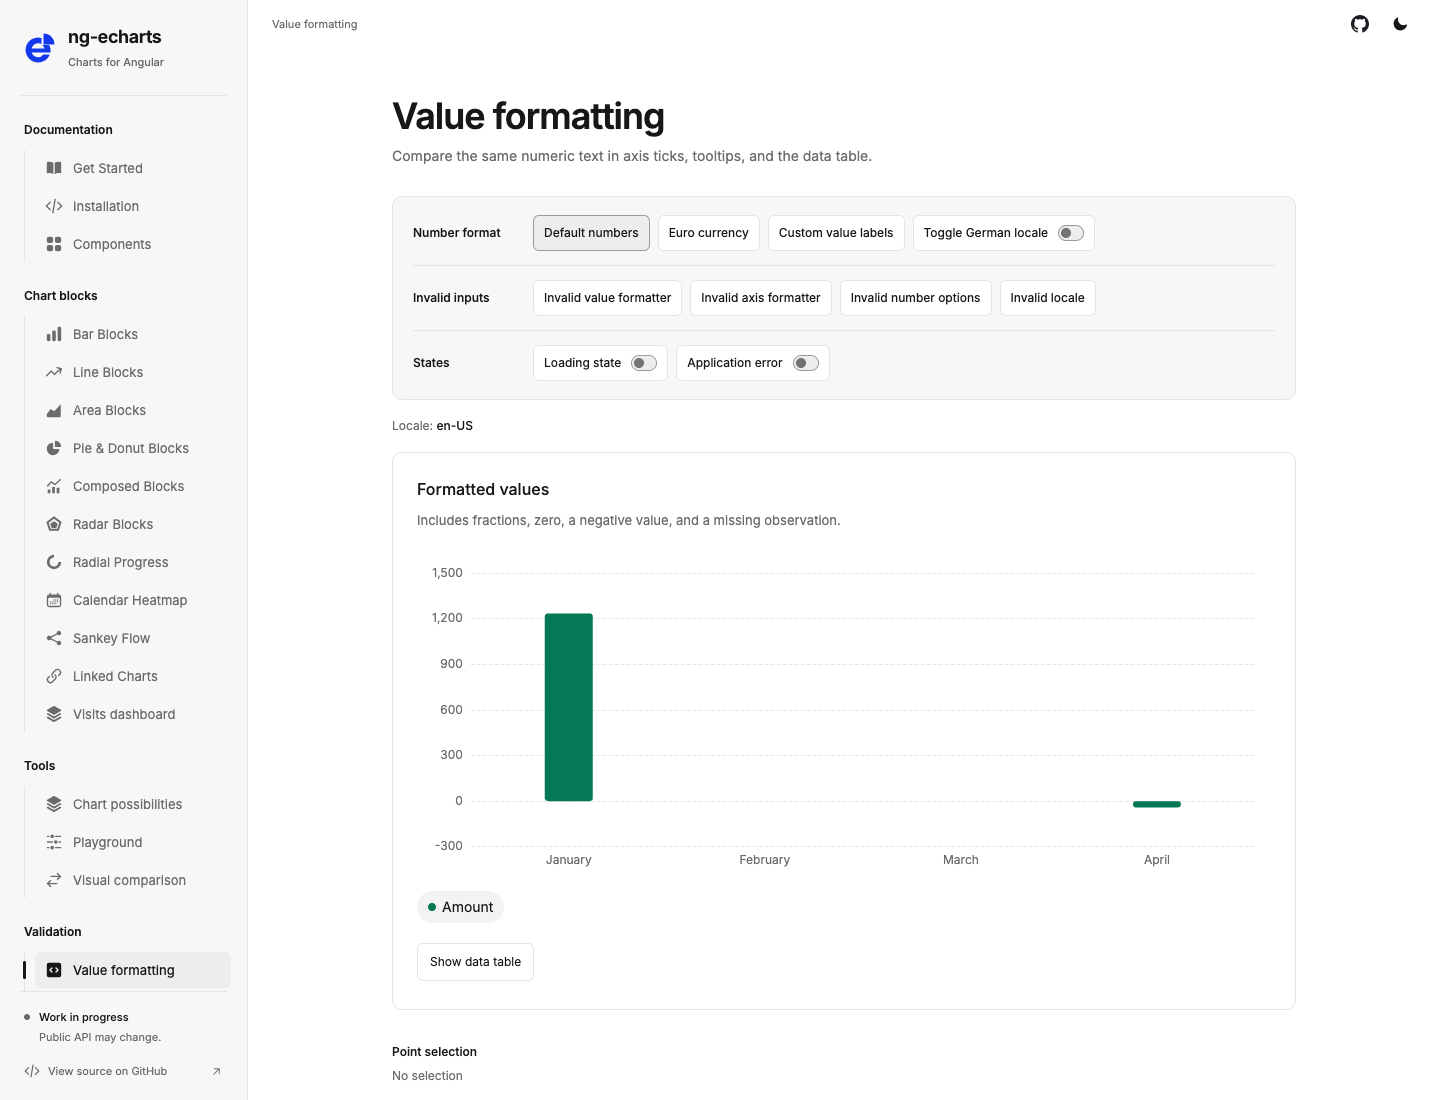 ng-echarts
Charts for Angular
Documentation
Get Started
Installation
Components
Chart blocks
Bar Blocks
Line Blocks
Area Blocks
Pie & Donut Blocks
Composed Blocks
Radar Blocks
Radial Progress
Calendar Heatmap
Sankey Flow
Linked Charts
Visits dashboard
Tools
Chart possibilities
Playground
Visual comparison
Validation
Value formatting
Work in progress
Public API may change.
View source on GitHub
Value formatting
Value formatting
Compare the same numeric text in axis ticks, tooltips, and the data table.
Number format Default numbers Euro currency Custom value labels Toggle German locale
Invalid inputs Invalid value formatter Invalid axis formatter Invalid number options Invalid locale
States Loading state Application error
Locale: en-US
Formatted values
Includes fractions, zero, a negative value, and a missing observation.
1,500
1,200
900
600
300
0
-300
January February March April
Amount
Show data table
Point selection
No selection